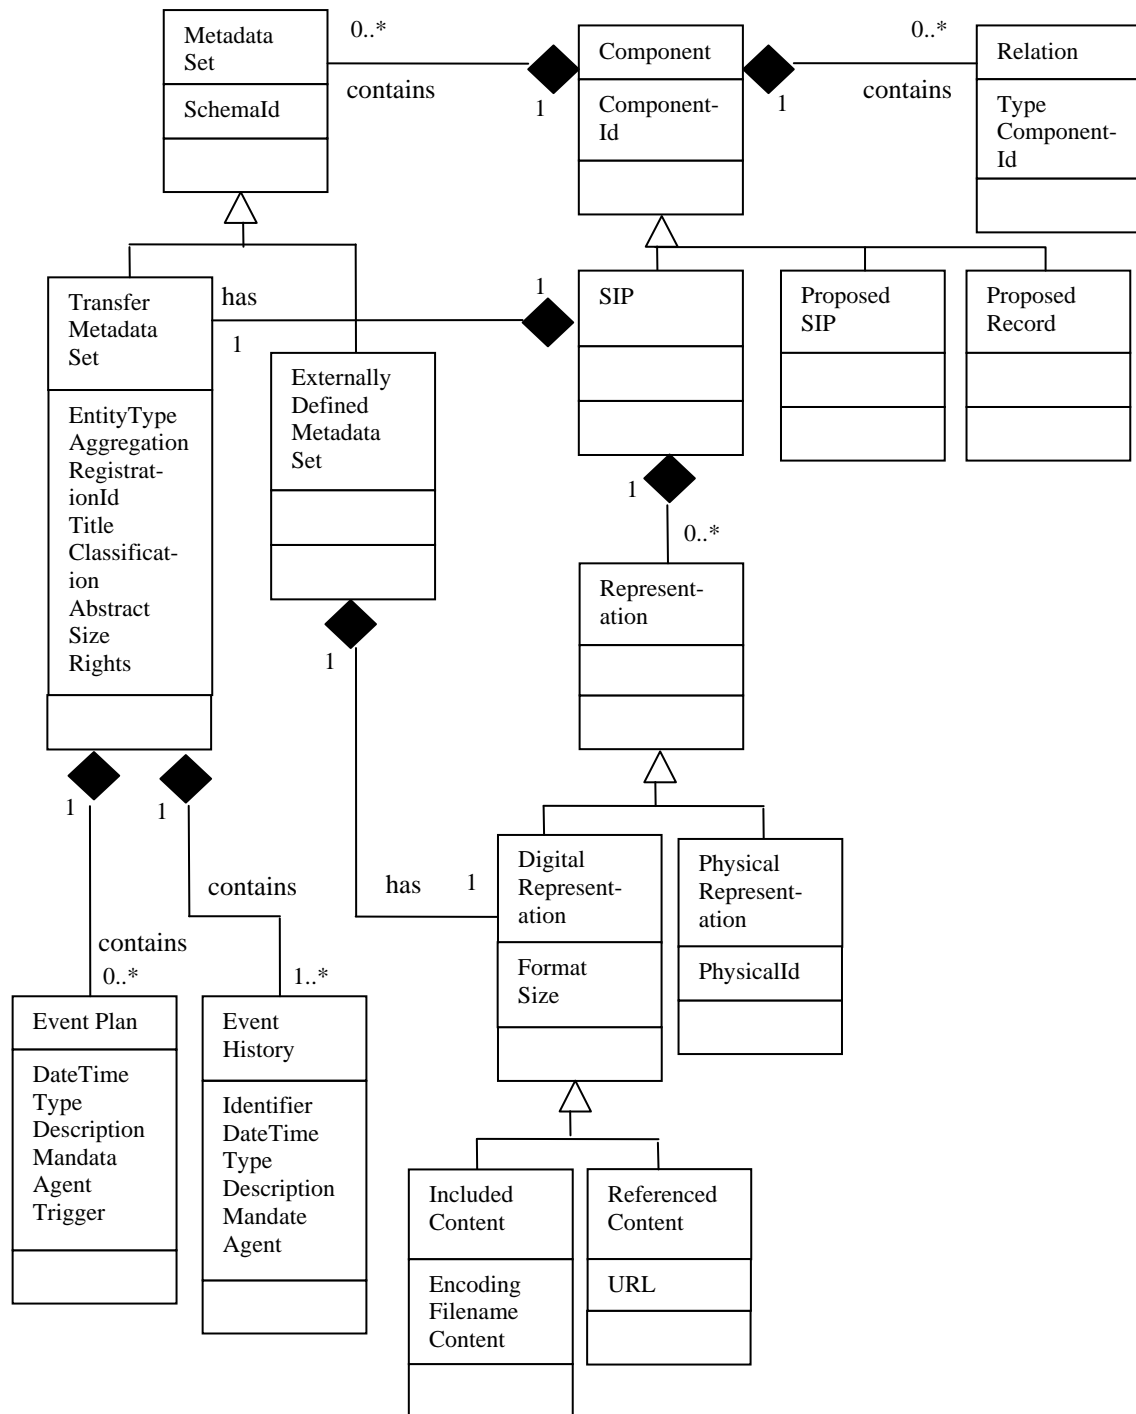 Metadata
Set
SchemaId
0..*
contains
1
Component
Component-
Id
1
0..*
contains
Relation
Type
Component-
Id
Transfer
Metadata
Set
EntityType
Aggregation
Registrat-
ionId
Title
Classificat-
ion
Abstract
Size
Rights
has
1
1
Externally
Defined
Metadata
Set
SIP
Proposed
SIP
Proposed
Record
1
0..*
Represent-
ation
1
has
1
1
1
contains
contains
0..*
1..*
Digital
Represent-
ation
Format
Size
Physical
Represent-
ation
PhysicalId
Event Plan
DateTime
Type
Description
Mandata
Agent
Trigger
Event
History
Identifier
DateTime
Type
Description
Mandate
Agent
Included
Content
Encoding
Filename
Content
Referenced
Content
URL